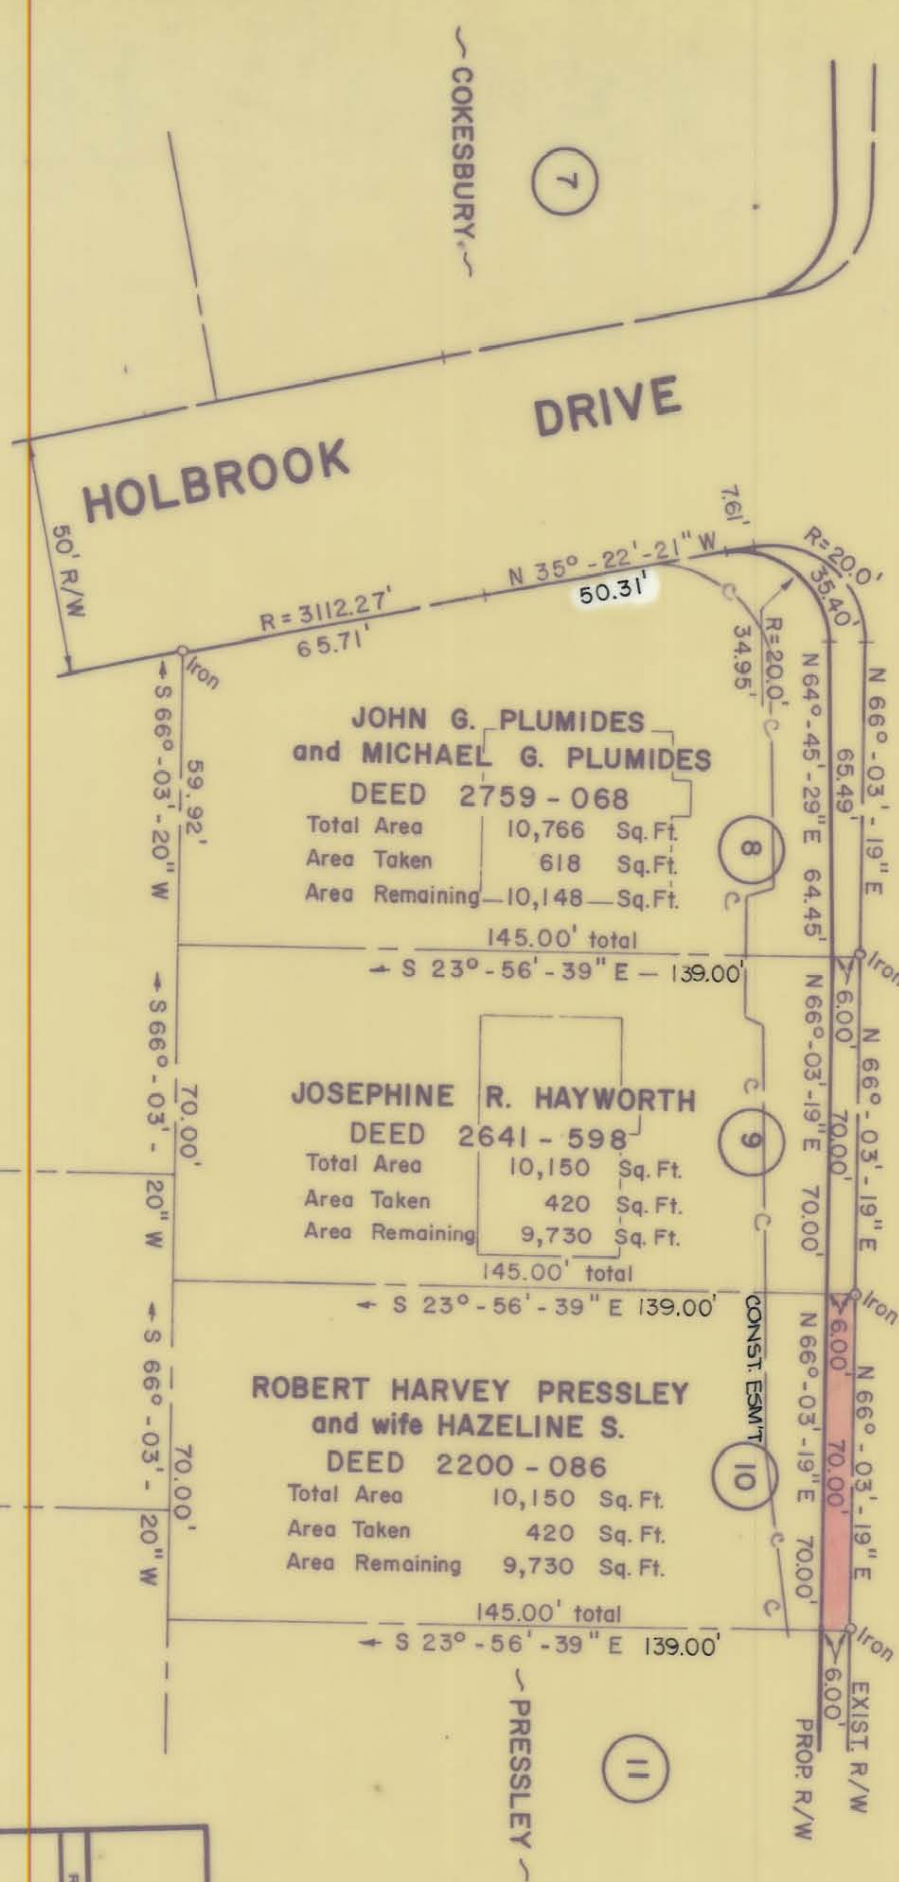 ~ COKESBURY. ~
7
HOLBROOK DRIVE
50' R/W
7.61'
R=20.0'
35.40'
N 35° -22'-21" W
50.31'
R = 3112.27'
65.71'
Iron
R=20.0'
34.95'
C
C
C
N 66° - 03' - 19" E
65.49'
N64°-45'-29"E 64.45'
59.92'
S 66° -03' -20" W
JOHN G. PLUMIDES
and MICHAEL G. PLUMIDES
DEED 2759 - 068
Total Area 10,766 Sq. Ft.
Area Taken 618 Sq. Ft.
Area Remaining 10,148 Sq. Ft.
8
145.00' total
S 23° - 56' - 39" E 139.00'
Iron
6.00'
N 66° - 03' - 19" E
70.00'
N66°-03'-19"E 70.00'
70.00'
S 66° - 03' - 20" W
JOSEPHINE R. HAYWORTH
DEED 2641 - 598
Total Area 10,150 Sq. Ft.
Area Taken 420 Sq. Ft.
Area Remaining 9,730 Sq. Ft.
C
9
C
145.00' total
S 23° - 56' - 39" E 139.00'
Iron
6.00'
CONST. ESM'T
N 66° - 03' - 19" E
70.00'
N 66°-03'-19" E 70.00'
70.00'
S 66° - 03' - 20" W
ROBERT HARVEY PRESSLEY
and wife HAZELINE S.
DEED 2200 - 086
Total Area 10,150 Sq. Ft.
Area Taken 420 Sq. Ft.
Area Remaining 9,730 Sq. Ft.
10
C
C
145.00' total
S 23° - 56' - 39" E 139.00'
Iron
6.00'
EXIST. R/W
PROP. R/W
~ PRESSLEY ~
11